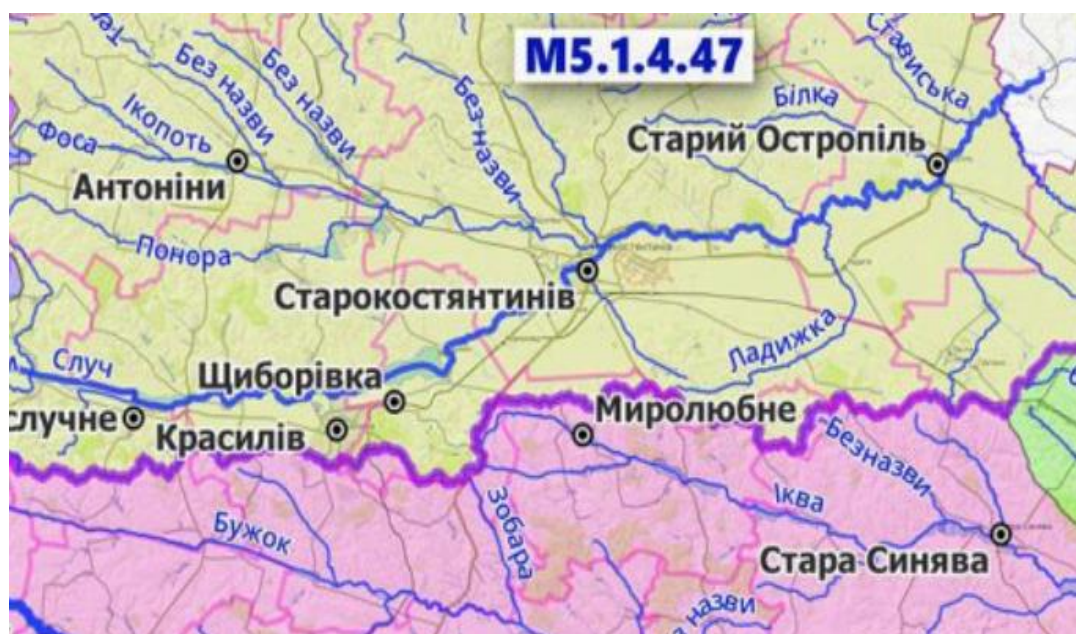 М5.1.4.47
Без назви
Без назви
Без-назви
Стависька
Білка
Ікопоть
Фоса
Старий Остропіль
Антоніни
Понора
Старокостянтинів
Ладижка
Случ
Щиборівка
случне
Красилів
Миролюбне
Безназви
Зобара
Іква
Бужок
Стара Синява
назви